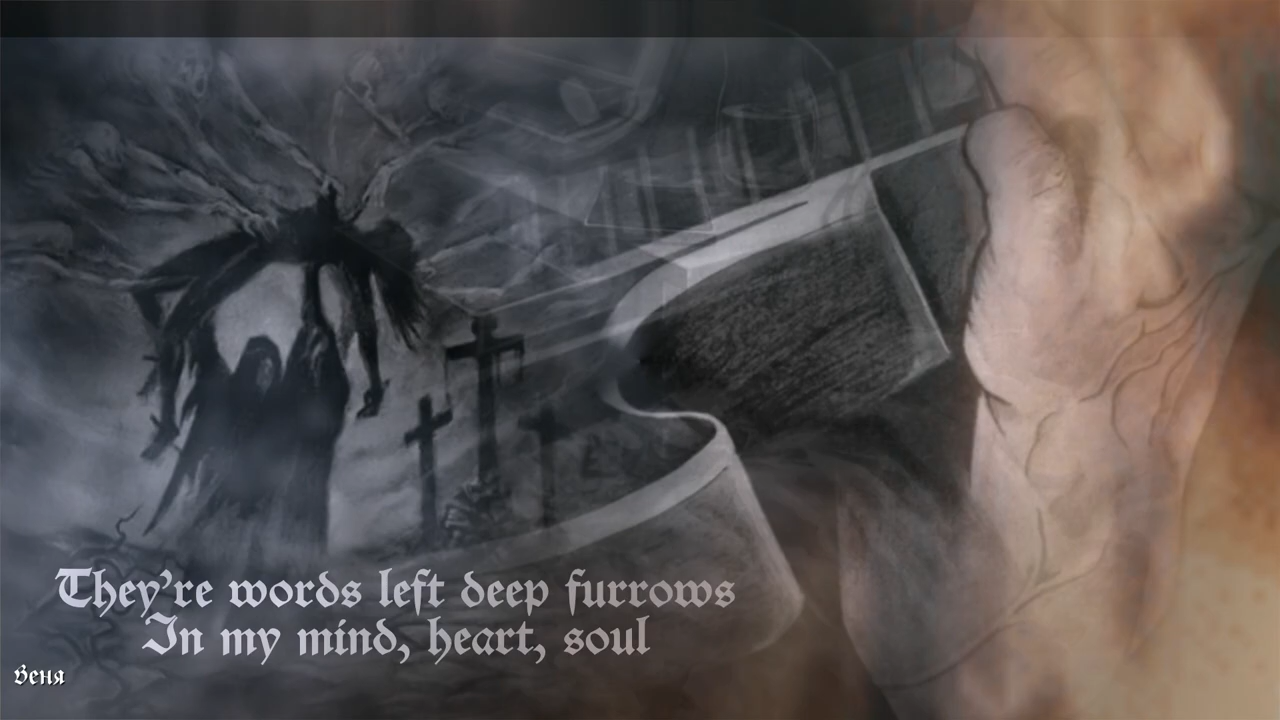 They're words left deep furrows
In my mind, heart, soul
Веня